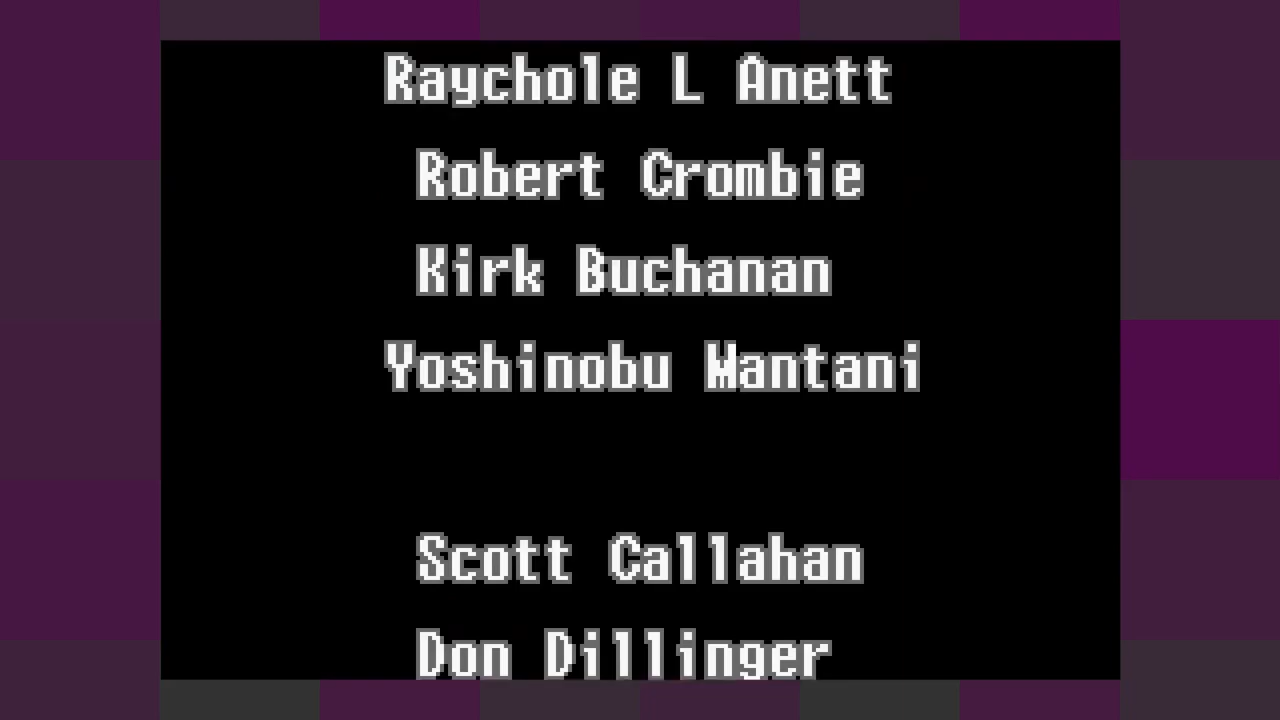 Raychole L Anett
Robert Crombie
Kirk Buchanan
Yoshinobu Mantani
Scott Callahan
Don Dillinger